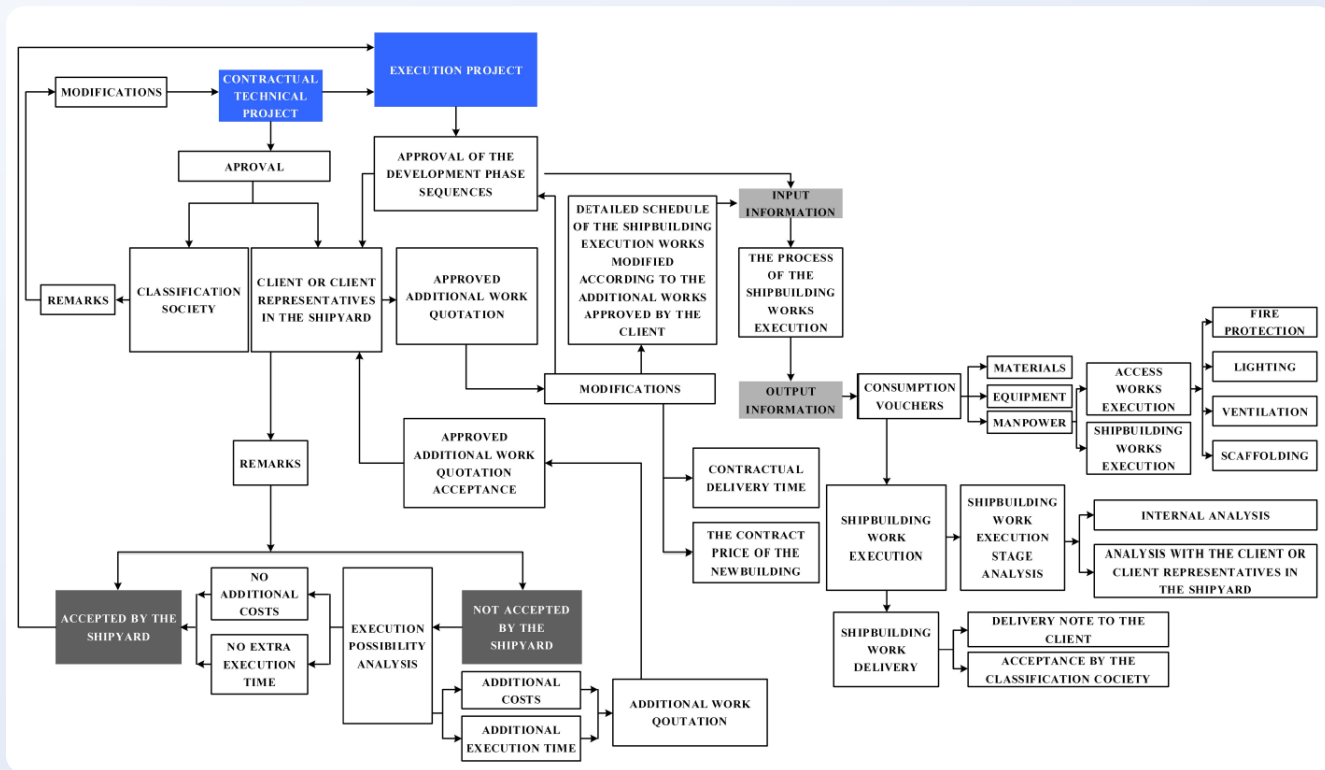 EXECUTION PROJECT
CONTRACTUAL
TECHNICAL
PROJECT
MODIFICATIONS
APROVAL
APPROVAL OF THE
DEVELOPMENT PHASE
SEQUENCES
INPUT
INFORMATION
DETAILED SCHEDULE
OF THE SHIPBUILDING
EXECUTION WORKS
MODIFIED
ACCORDING TO THE
ADDITIONAL WORKS
APPROVED BY THE
CLIENT
THE PROCESS
OF THE
SHIPBUILDING
WORKS
EXECUTION
REMARKS
CLASSIFICATION
SOCIETY
CLIENT OR CLIENT
REPRESENTATIVES
IN THE SHIPYARD
APPROVED
ADDITIONAL WORK
QUOTATION
MODIFICATIONS
OUTPUT
INFORMATION
CONSUMPTION
VOUCHERS
MATERIALS
EQUIPMENT
MANPOWER
ACCESS
WORKS
EXECUTION
SHIPBUILDING
WORKS
EXECUTION
FIRE
PROTECTION
LIGHTING
VENTILATION
SCAFFOLDING
REMARKS
APPROVED
ADDITIONAL WORK
QUOTATION
ACCEPTANCE
CONTRACTUAL
DELIVERY TIME
THE CONTRACT
PRICE OF THE
NEWBUILDING
SHIPBUILDING
WORK
EXECUTION
SHIPBUILDING
WORK
EXECUTION
STAGE
ANALYSIS
INTERNAL ANALYSIS
ANALYSIS WITH THE CLIENT OR
CLIENT REPRESENTATIVES IN
THE SHIPYARD
ACCEPTED BY THE
SHIPYARD
NO
ADDITIONAL
COSTS
NO EXTRA
EXECUTION
TIME
EXECUTION
POSSIBILITY
ANALYSIS
NOT ACCEPTED
BY THE
SHIPYARD
ADDITIONAL
COSTS
ADDITIONAL
EXECUTION TIME
ADDITIONAL WORK
QOUTATION
SHIPBUILDING
WORK
DELIVERY
DELIVERY NOTE TO THE
CLIENT
ACCEPTANCE BY THE
CLASSIFICATION COCIETY